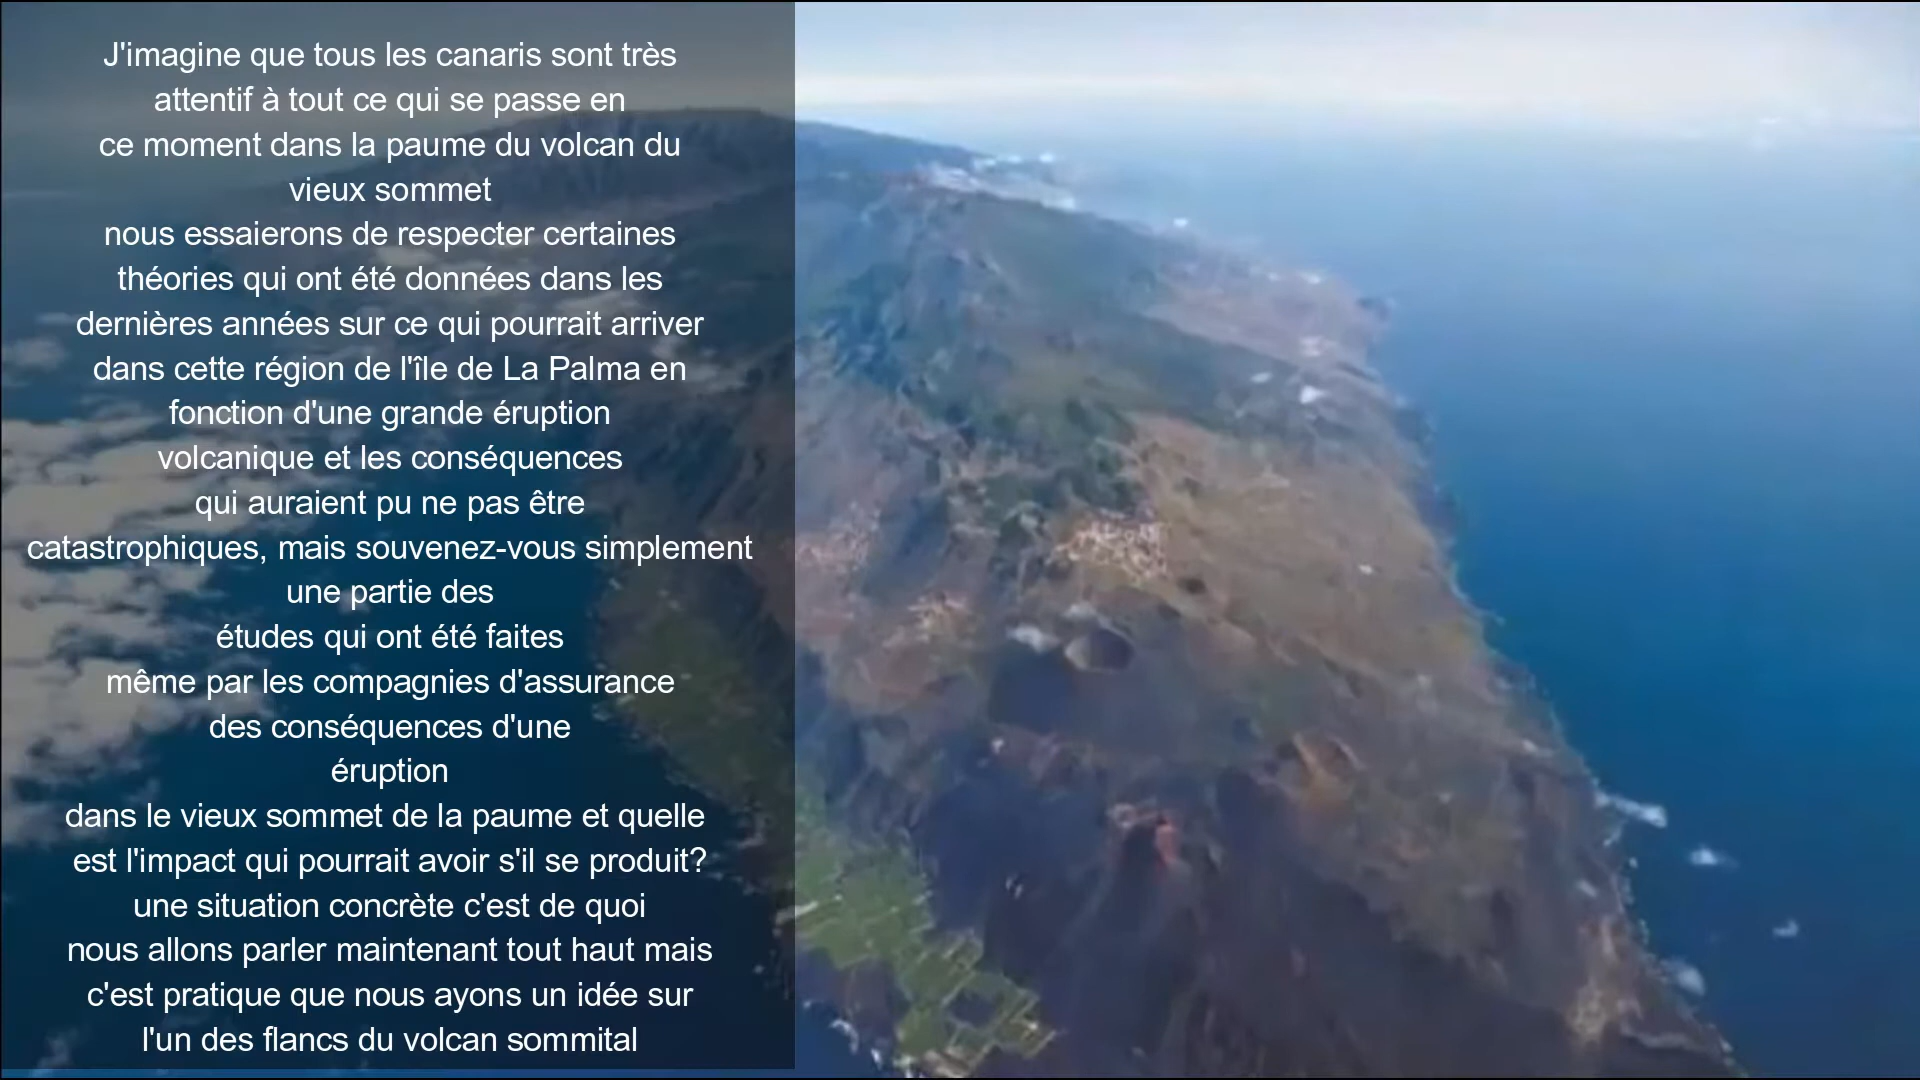 J'imagine que tous les canaris sont très
attentif à tout ce qui se passe en
ce moment dans la paume du volcan du
vieux sommet
nous essaierons de respecter certaines
théories qui ont été données dans les
dernières années sur ce qui pourrait arriver
dans cette région de l'île de La Palma en
fonction d'une grande éruption
volcanique et les conséquences
qui auraient pu ne pas être
catastrophiques, mais souvenez-vous simplement
une partie des
études qui ont été faites
même par les compagnies d'assurance
des conséquences d'une
éruption
dans le vieux sommet de la paume et quelle
est l'impact qui pourrait avoir s'il se produit?
une situation concrète c'est de quoi
nous allons parler maintenant tout haut mais
c'est pratique que nous ayons un idée sur
l'un des flancs du volcan sommital